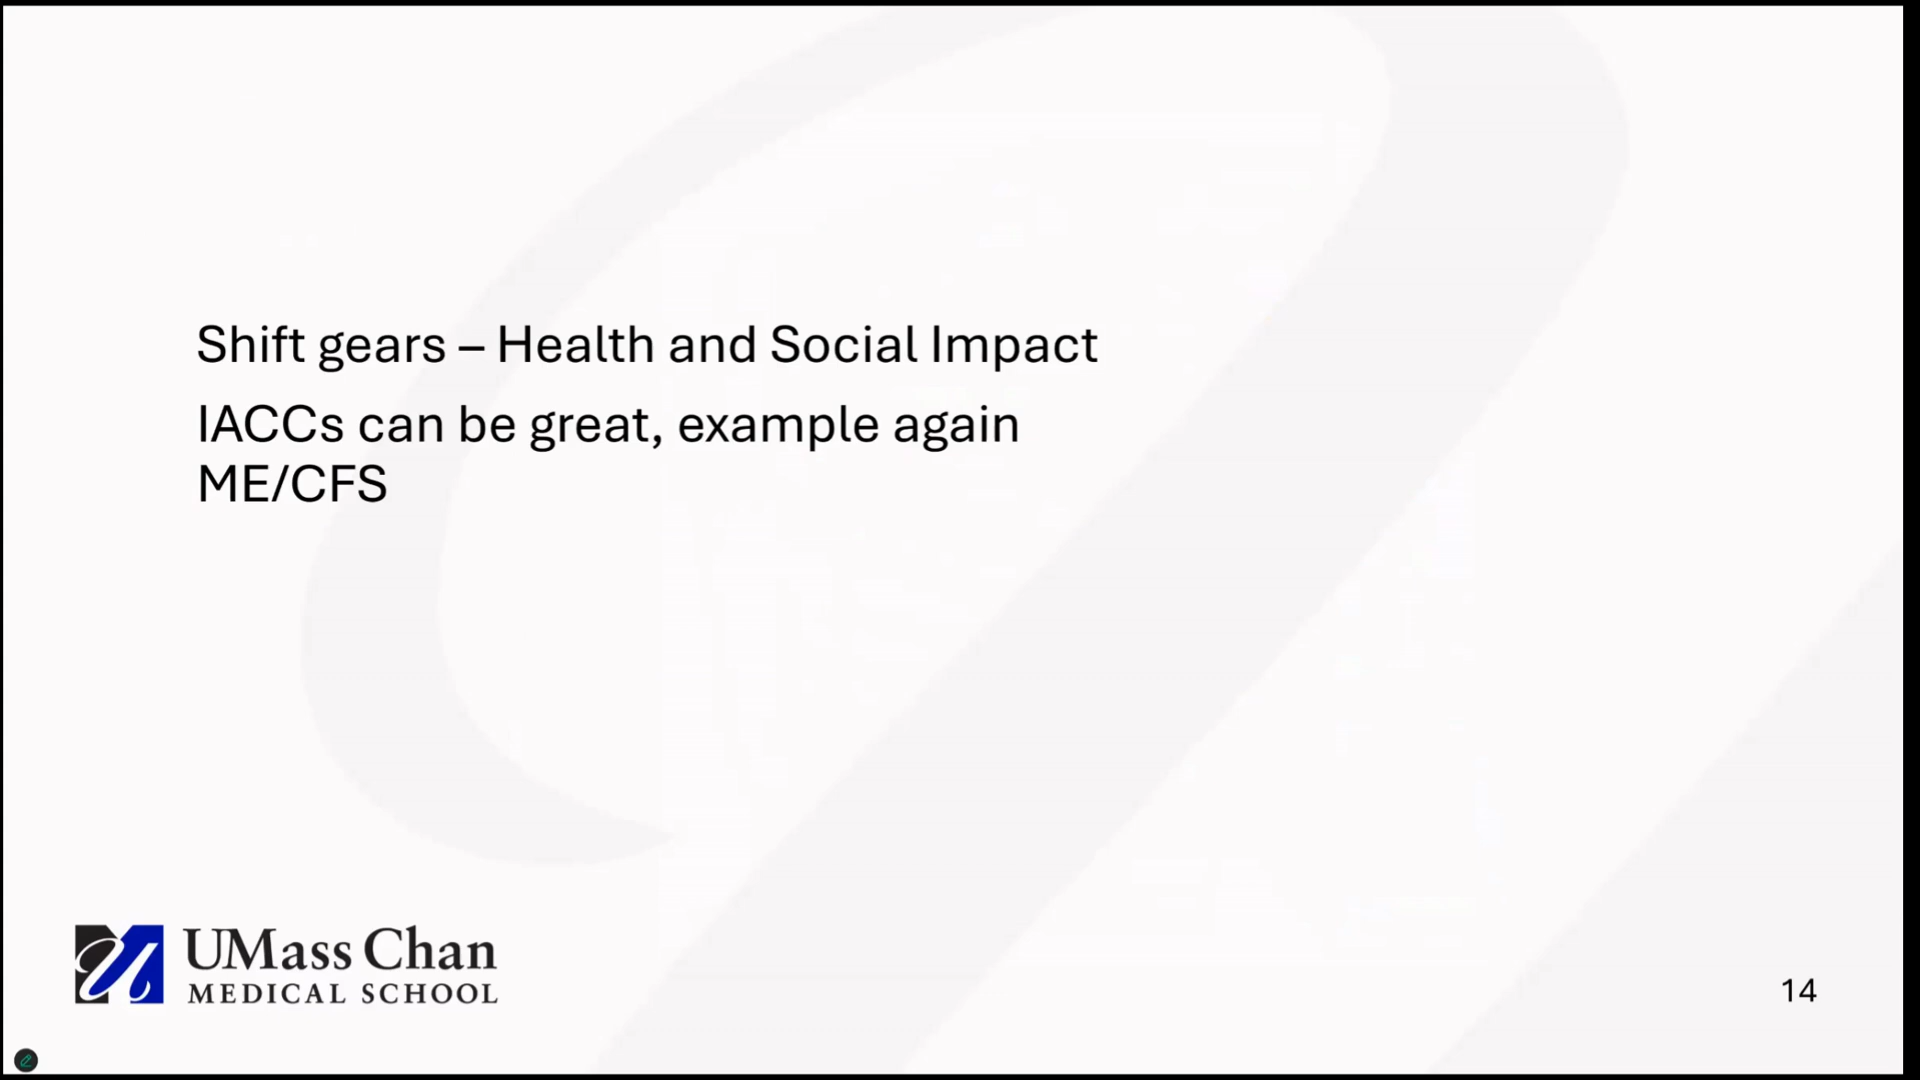 Shift gears – Health and Social Impact
IACCs can be great, example again
ME/CFS
UMass Chan
MEDICAL SCHOOL
14